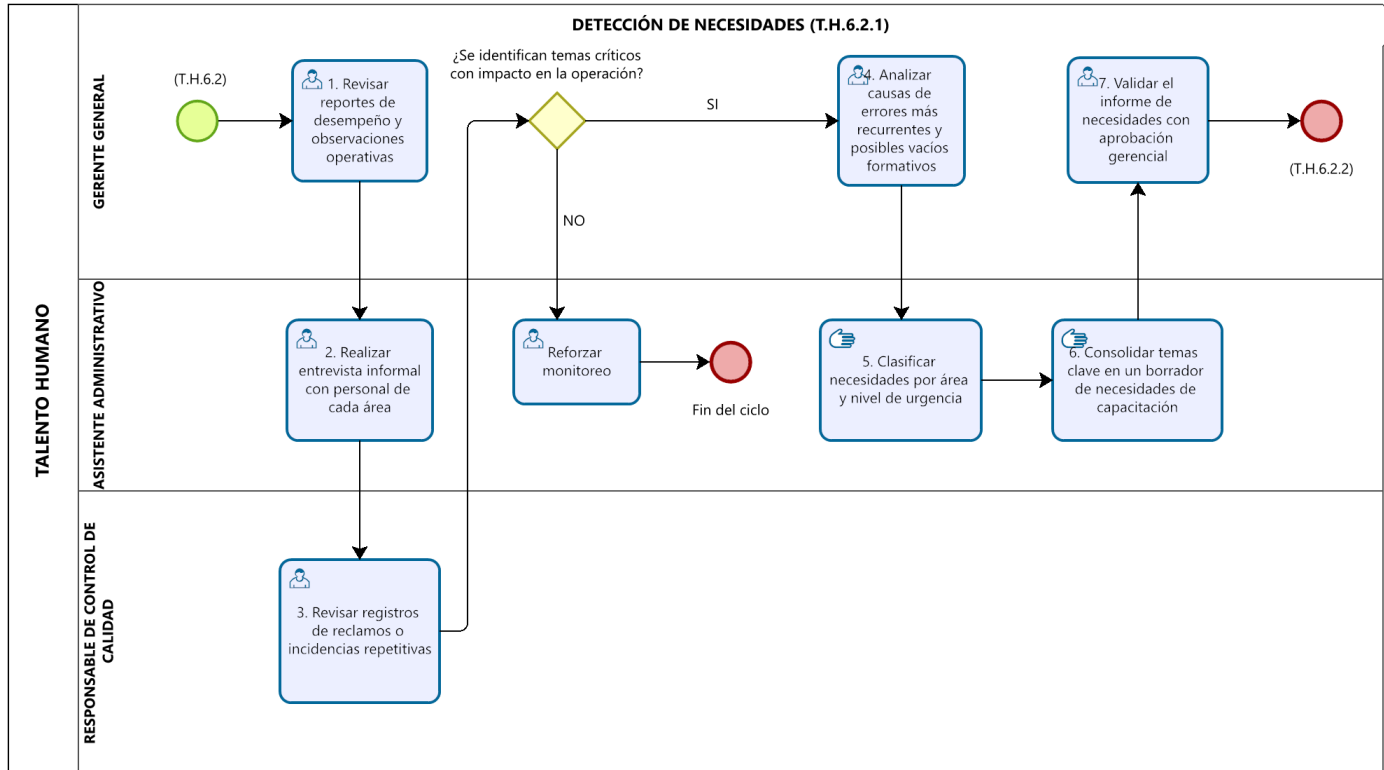 DETECCIÓN DE NECESIDADES (T.H.6.2.1)
TALENTO HUMANO
GERENTE GENERAL
(T.H.6.2)
1. Revisar
reportes de
desempeño y
observaciones
operativas
¿Se identifican temas críticos
con impacto en la operación?
SI
NO
4. Analizar
causas de
errores más
recurrentes y
posibles vacíos
formativos
7. Validar el
informe de
necesidades con
aprobación
gerencial
(T.H.6.2.2)
ASISTENTE ADMINISTRATIVO
2. Realizar
entrevista informal
con personal de
cada área
Reforzar
monitoreo
Fin del ciclo
5. Clasificar
necesidades por área
y nivel de urgencia
6. Consolidar temas
clave en un borrador
de necesidades de
capacitación
RESPONSABLE DE CONTROL DE
CALIDAD
3. Revisar registros
de reclamos o
incidencias repetitivas